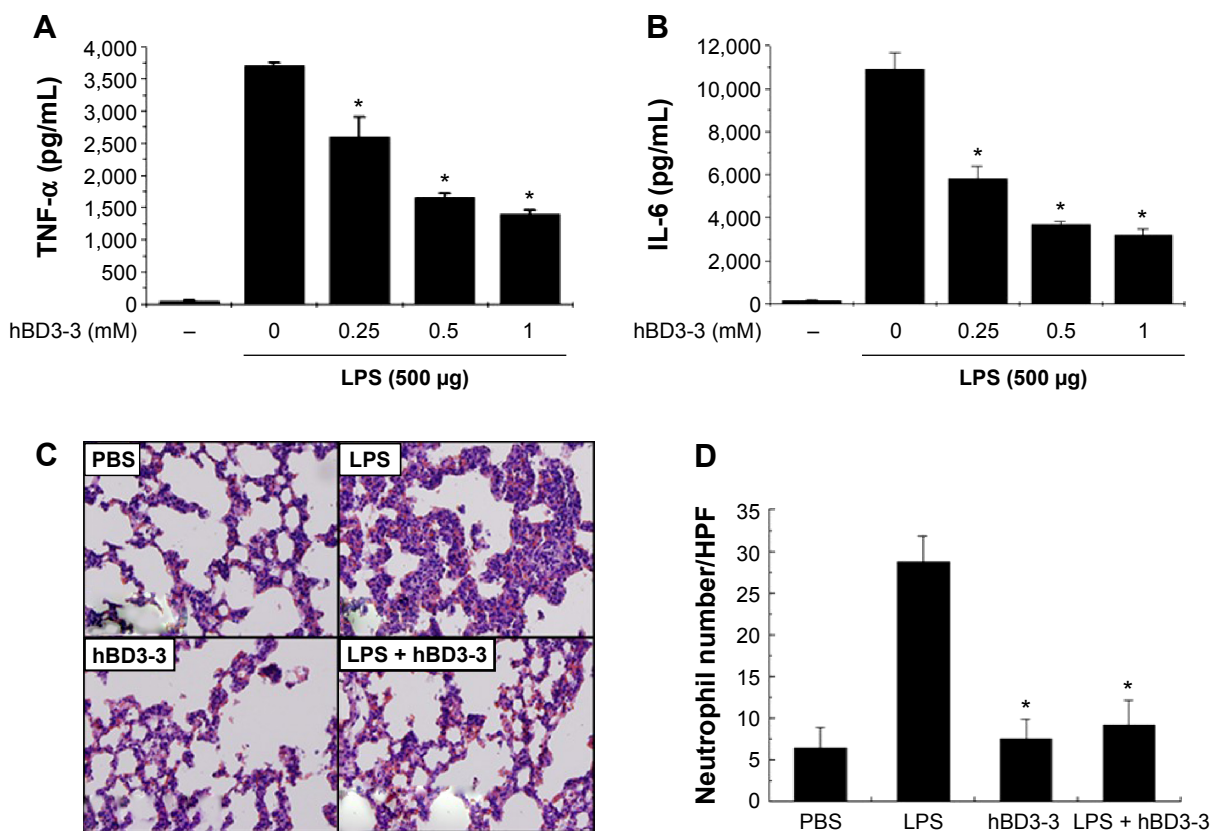 A
TNF-α (pg/mL)
4,000
3,500
3,000
2,500
2,000
1,500
1,000
500
0
*
*
*
hBD3-3 (mM) – 0 0.25 0.5 1
LPS (500 µg)
B
IL-6 (pg/mL)
12,000
10,000
8,000
6,000
4,000
2,000
0
*
*
*
hBD3-3 (mM) – 0 0.25 0.5 1
LPS (500 µg)
C
PBS
LPS
hBD3-3
LPS + hBD3-3
D
Neutrophil number/HPF
35
30
25
20
15
10
5
0
*
*
PBS LPS hBD3-3 LPS + hBD3-3